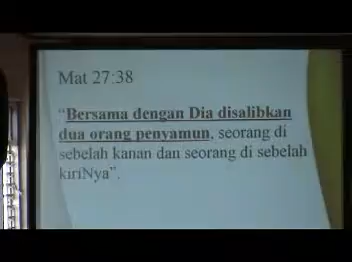 Mat 27:38
“Bersama dengan Dia disalibkan
dua orang penyamun, seorang di
sebelah kanan dan seorang di sebelah
kiriNya”.